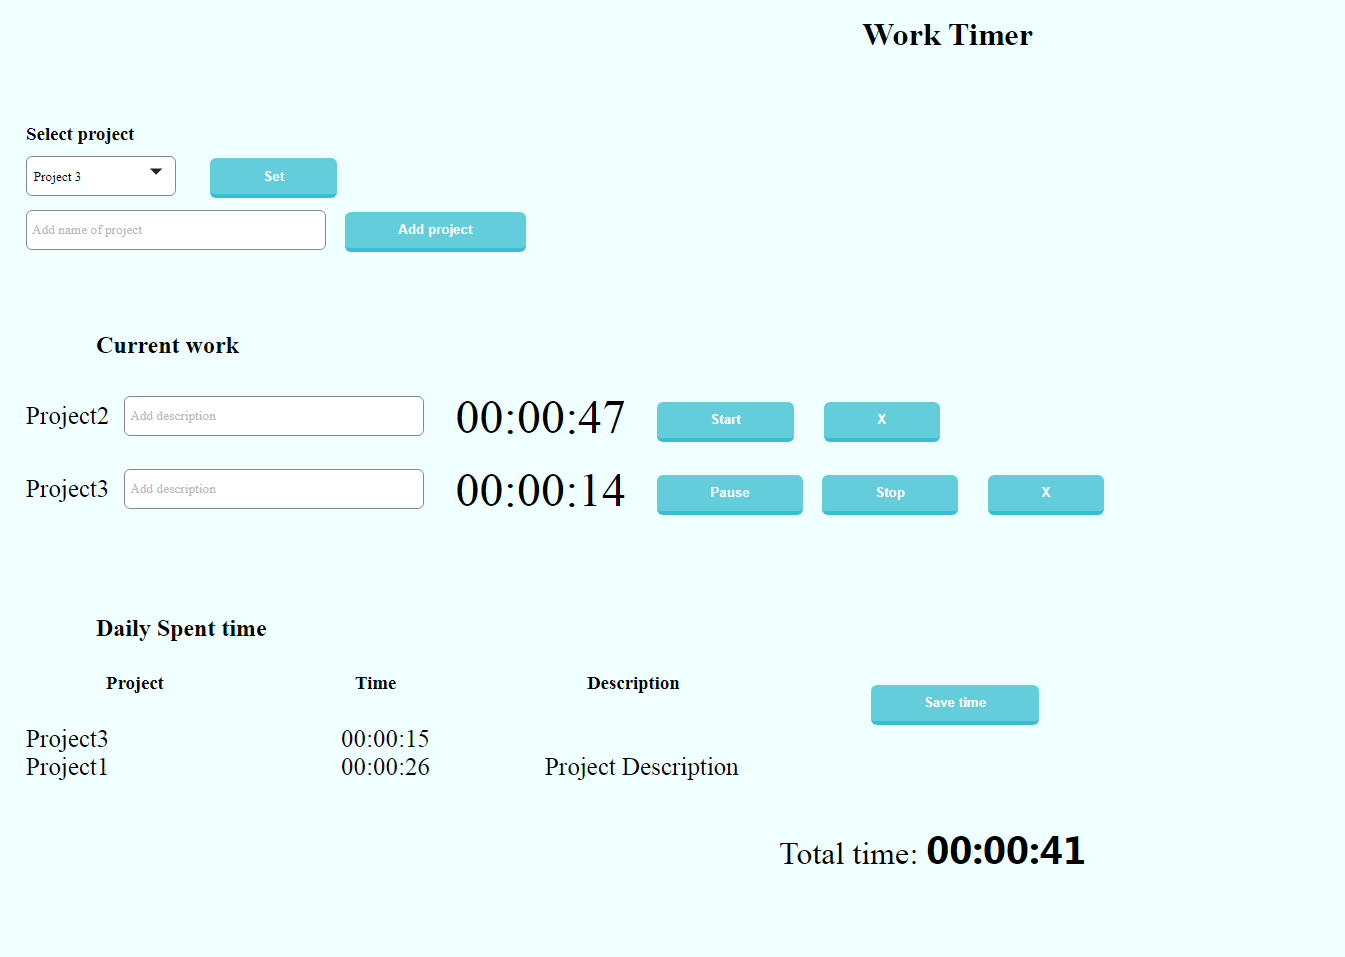 Work Timer
Select project
Project 3 Set
Add name of project Add project
Current work
Project2 Add description 00:00:47 Start X
Project3 Add description 00:00:14 Pause Stop X
Daily Spent time
Project Time Description
Save time
Project3 00:00:15
Project1 00:00:26 Project Description
Total time: 00:00:41